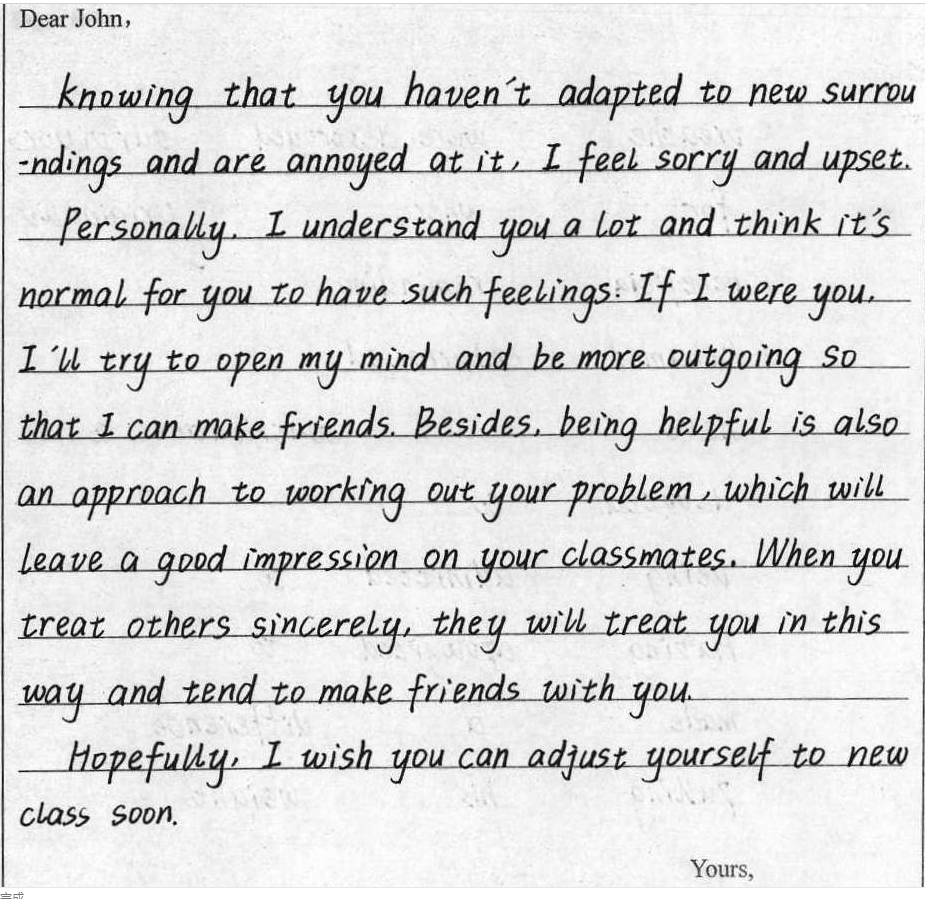 Dear John,
knowing that you haven't adapted to new surrou
-ndings and are annoyed at it, I feel sorry and upset.
Personally, I understand you a lot and think it's
normal for you to have such feelings. If I were you,
I'll try to open my mind and be more outgoing so
that I can make friends. Besides, being helpful is also
an approach to working out your problem, which will
leave a good impression on your classmates. When you
treat others sincerely, they will treat you in this
way and tend to make friends with you.
Hopefully, I wish you can adjust yourself to new
class soon.
Yours,
完成